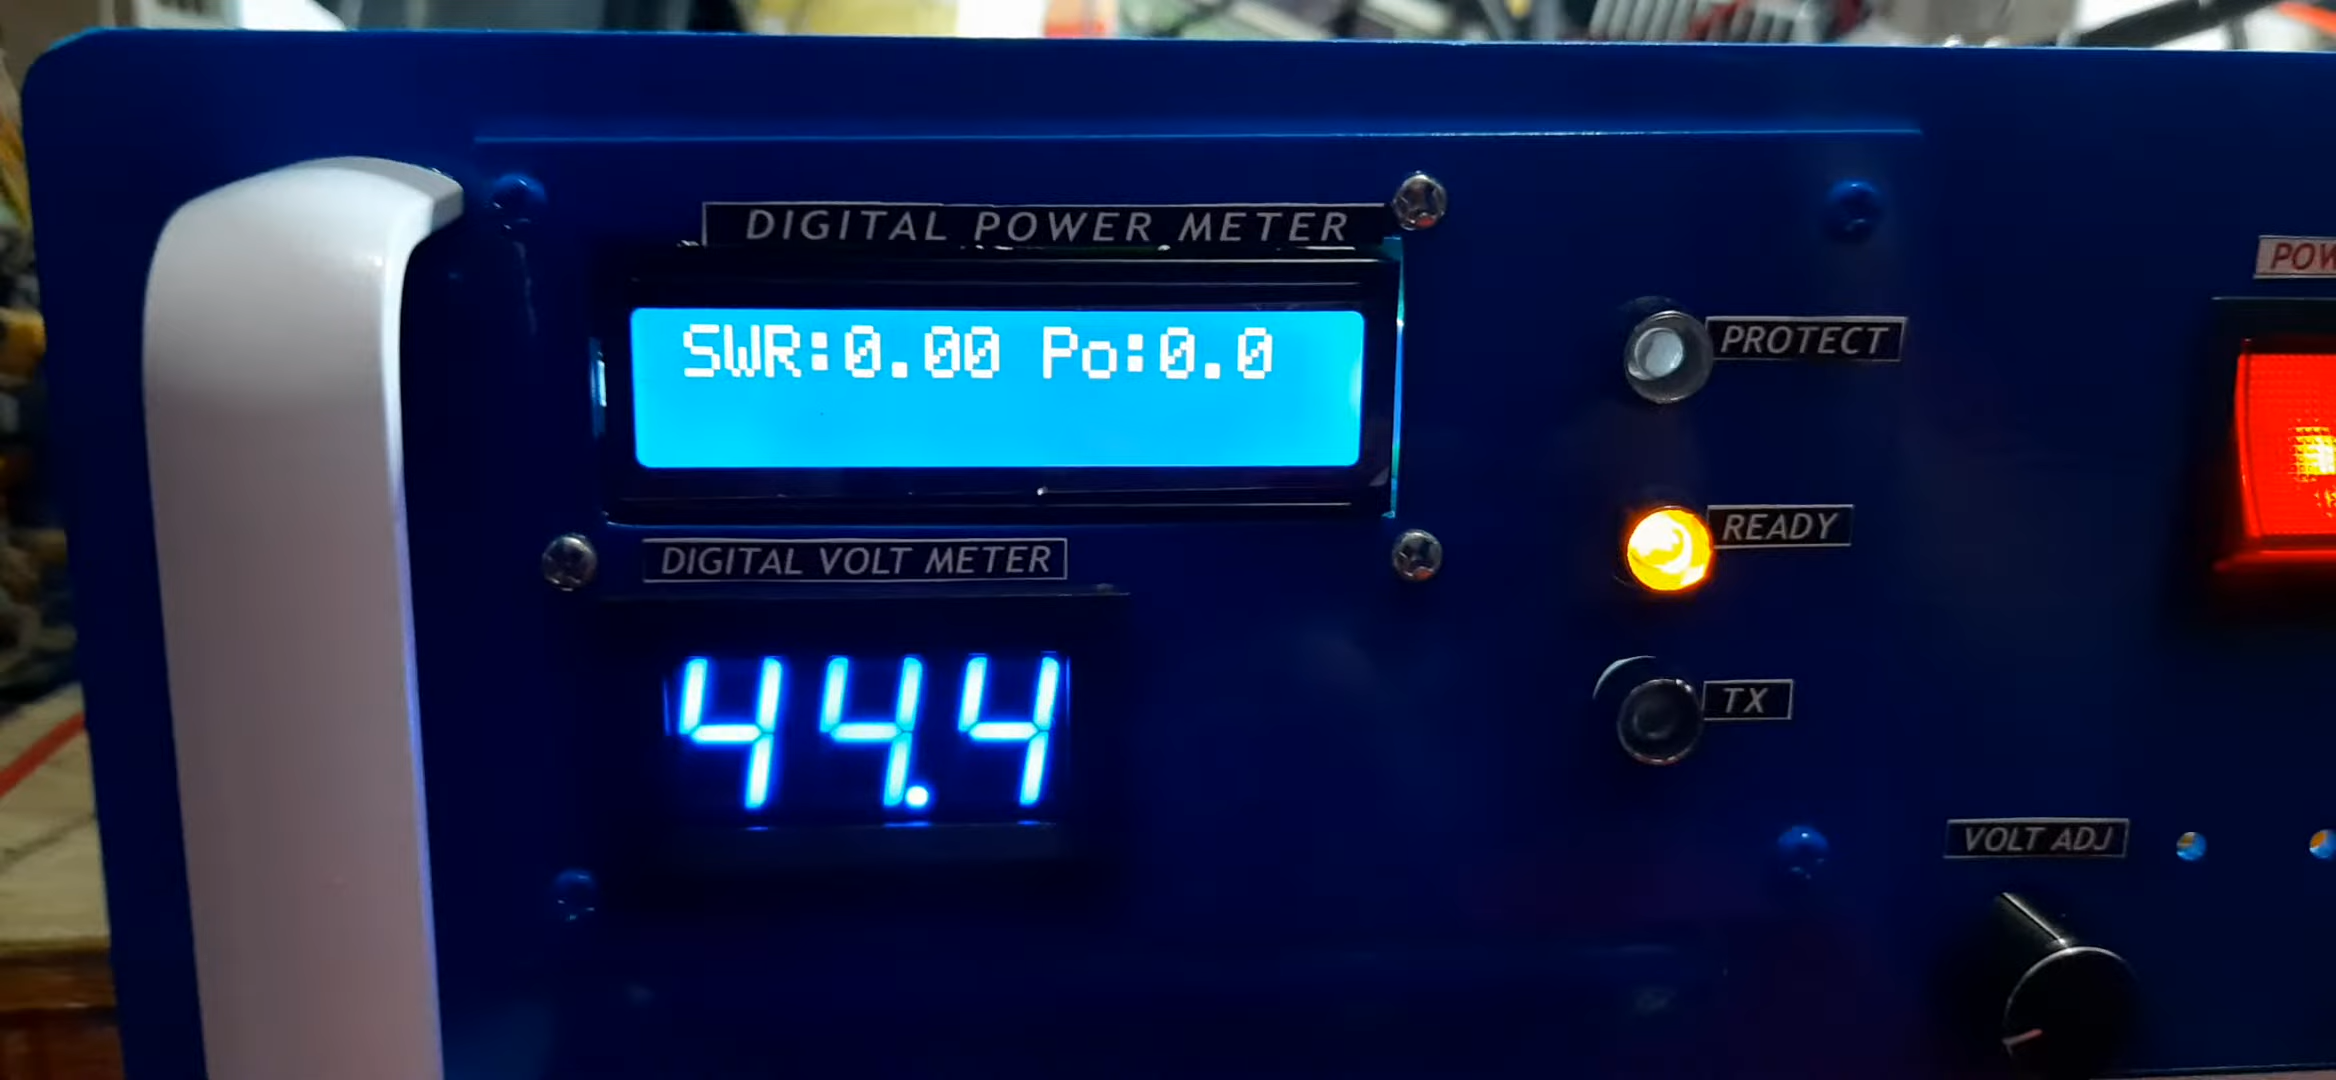 DIGITAL POWER METER
SWR:0.00 Po:0.0
DIGITAL VOLT METER
44.4
PROTECT
READY
TX
POW
VOLT ADJ